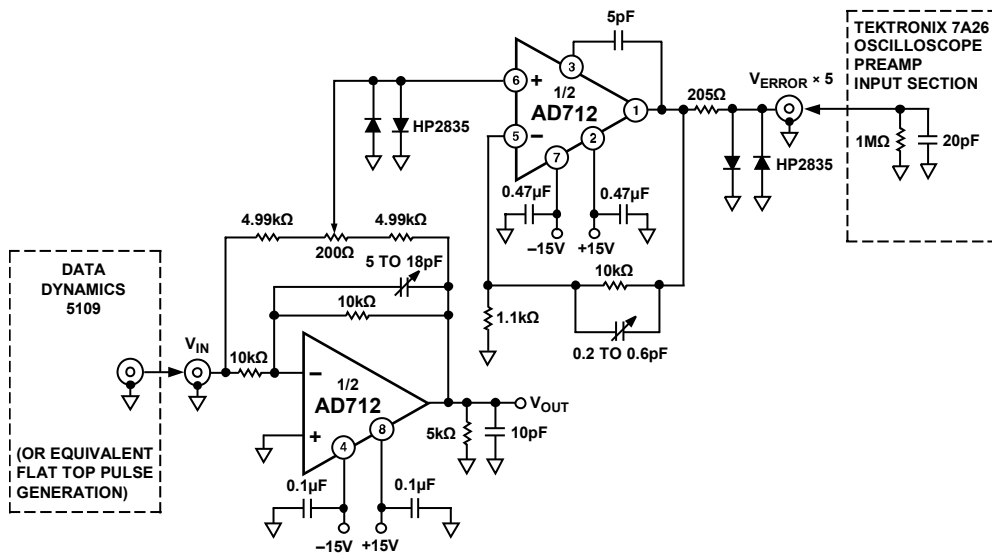 5pF
TEKTRONIX 7A26
OSCILLOSCOPE
PREAMP
INPUT SECTION
6
+
3
1/2
AD712
1
5
–
2
7
205Ω
VERROR × 5
1MΩ
20pF
HP2835
HP2835
0.47µF
0.47µF
–15V
+15V
4.99kΩ
4.99kΩ
200Ω
5 TO 18pF
10kΩ
10kΩ
1.1kΩ
0.2 TO 0.6pF
DATA
DYNAMICS
5109
VIN
10kΩ
–
1/2
AD712
+
4
8
VOUT
5kΩ
10pF
(OR EQUIVALENT
FLAT TOP PULSE
GENERATION)
0.1µF
0.1µF
–15V
+15V